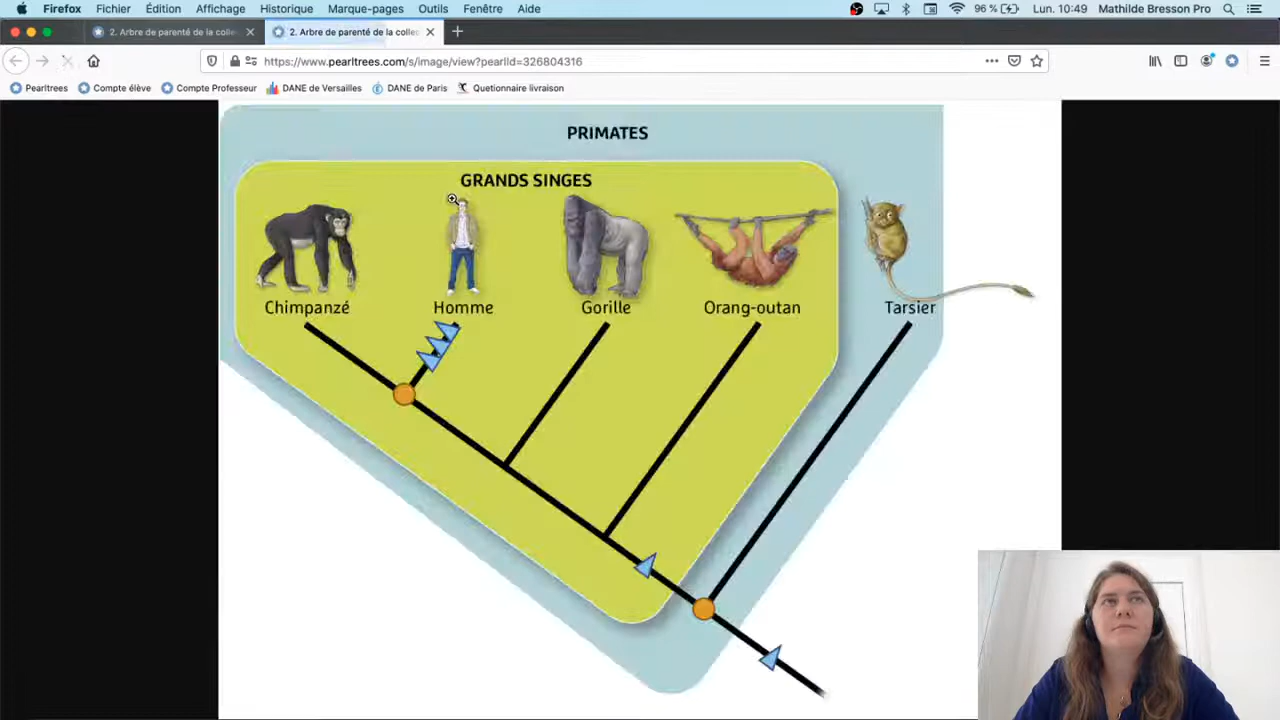 Firefox Fichier Édition Affichage Historique Marque-pages Outils Fenêtre Aide 96 % Lun. 10:49 Mathilde Bresson Pro
2. Arbre de parenté de la colle 2. Arbre de parenté de la collec
https://www.pearltrees.com/s/image/view?pearlId=326804316
Pearltrees Compte élève Compte Professeur DANE de Versailles DANE de Paris Quetionnaire livraison
PRIMATES
GRANDS SINGES
Chimpanzé Homme Gorille Orang-outan Tarsier